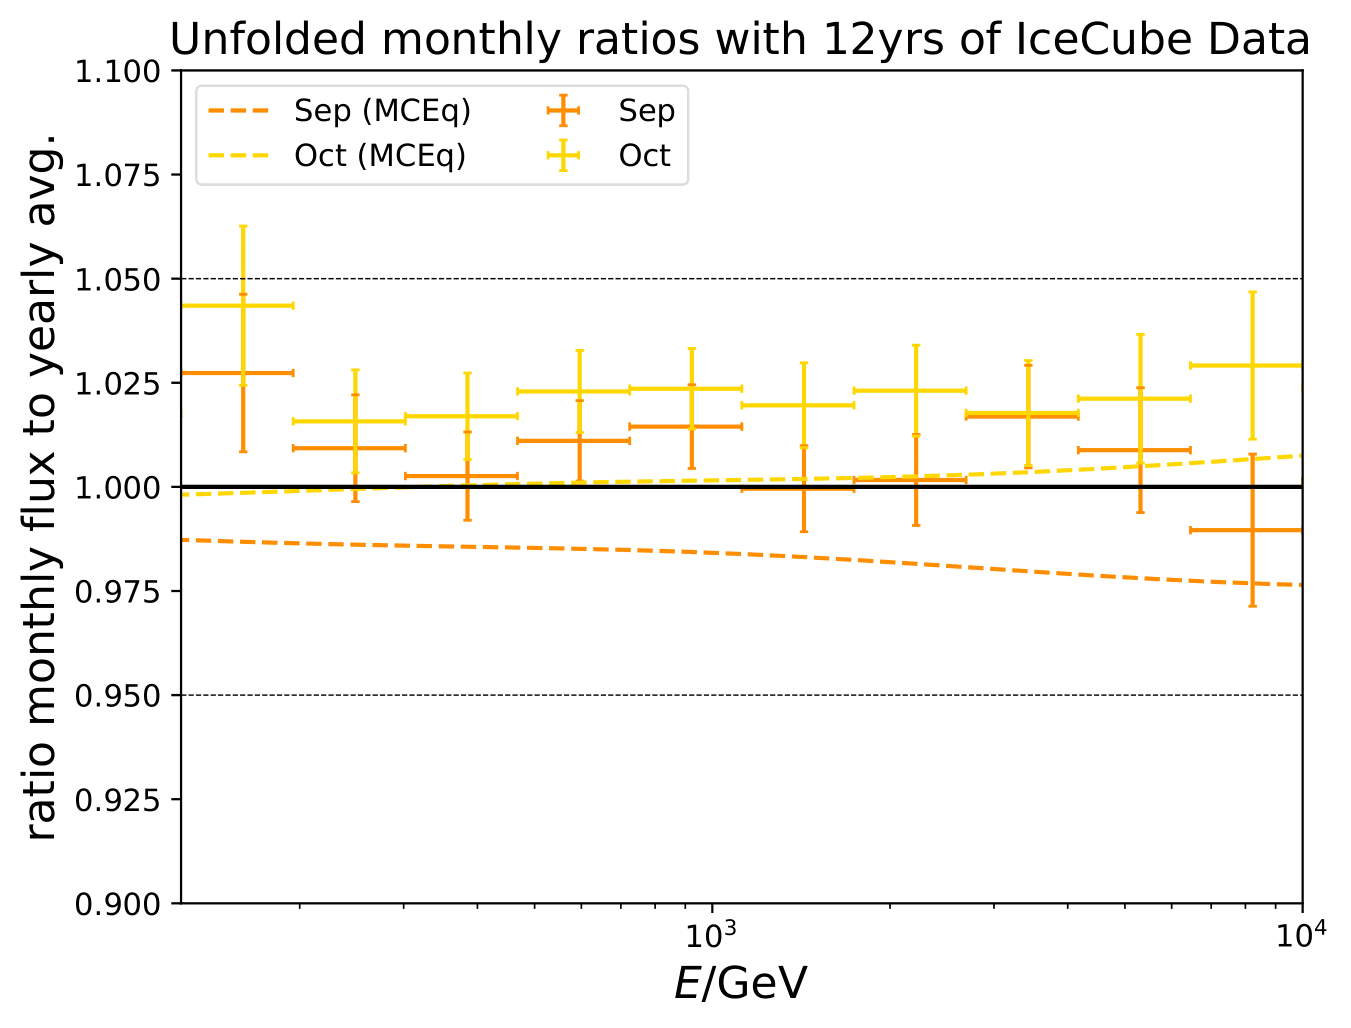 Unfolded monthly ratios with 12yrs of IceCube Data
ratio monthly flux to yearly avg.
1.100
1.075
1.050
1.025
1.000
0.975
0.950
0.925
0.900
Sep (MCEq)
Oct (MCEq)
Sep
Oct
10³
10⁴
E/GeV